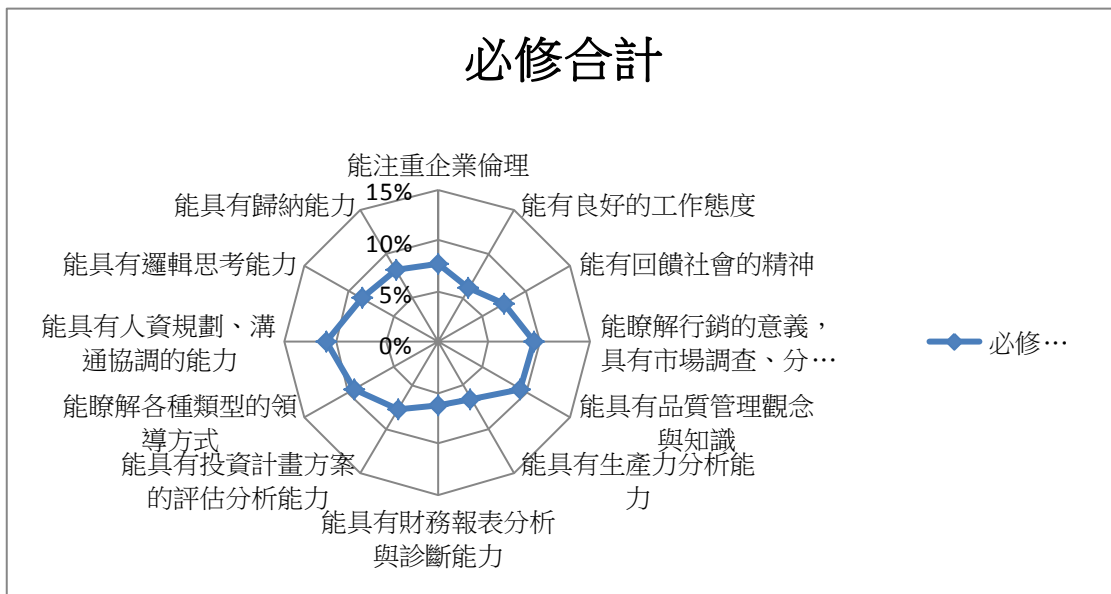 必修合計
能注重企業倫理
能有良好的工作態度
能有回饋社會的精神
能瞭解行銷的意義，
具有市場調查、分…
能具有品質管理觀念
與知識
能具有生產力分析能
力
能具有財務報表分析
與診斷能力
能具有投資計畫方案
的評估分析能力
能瞭解各種類型的領
導方式
能具有人資規劃、溝
通協調的能力
能具有邏輯思考能力
能具有歸納能力
15%
10%
5%
0%
必修…